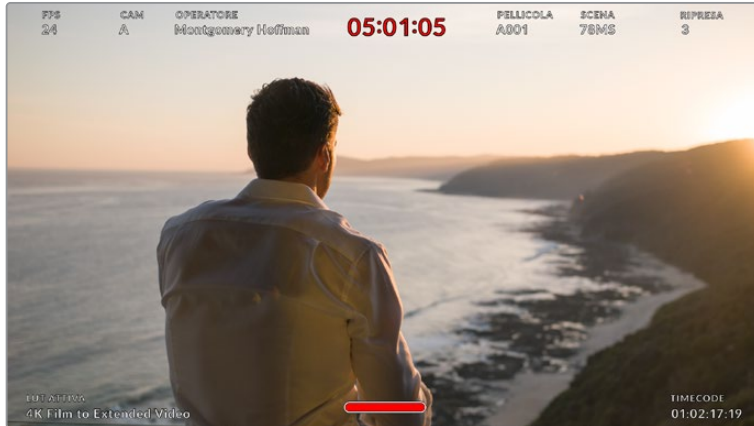 FPS CAM OPERATORE 05:01:05 PELLICOLA SCENA RIPRESA
24 A Montgomery Hoffman A001 78MS 3
LUT ATTIVA TIMECODE
4K Film to Extended Video 01:02:17:19